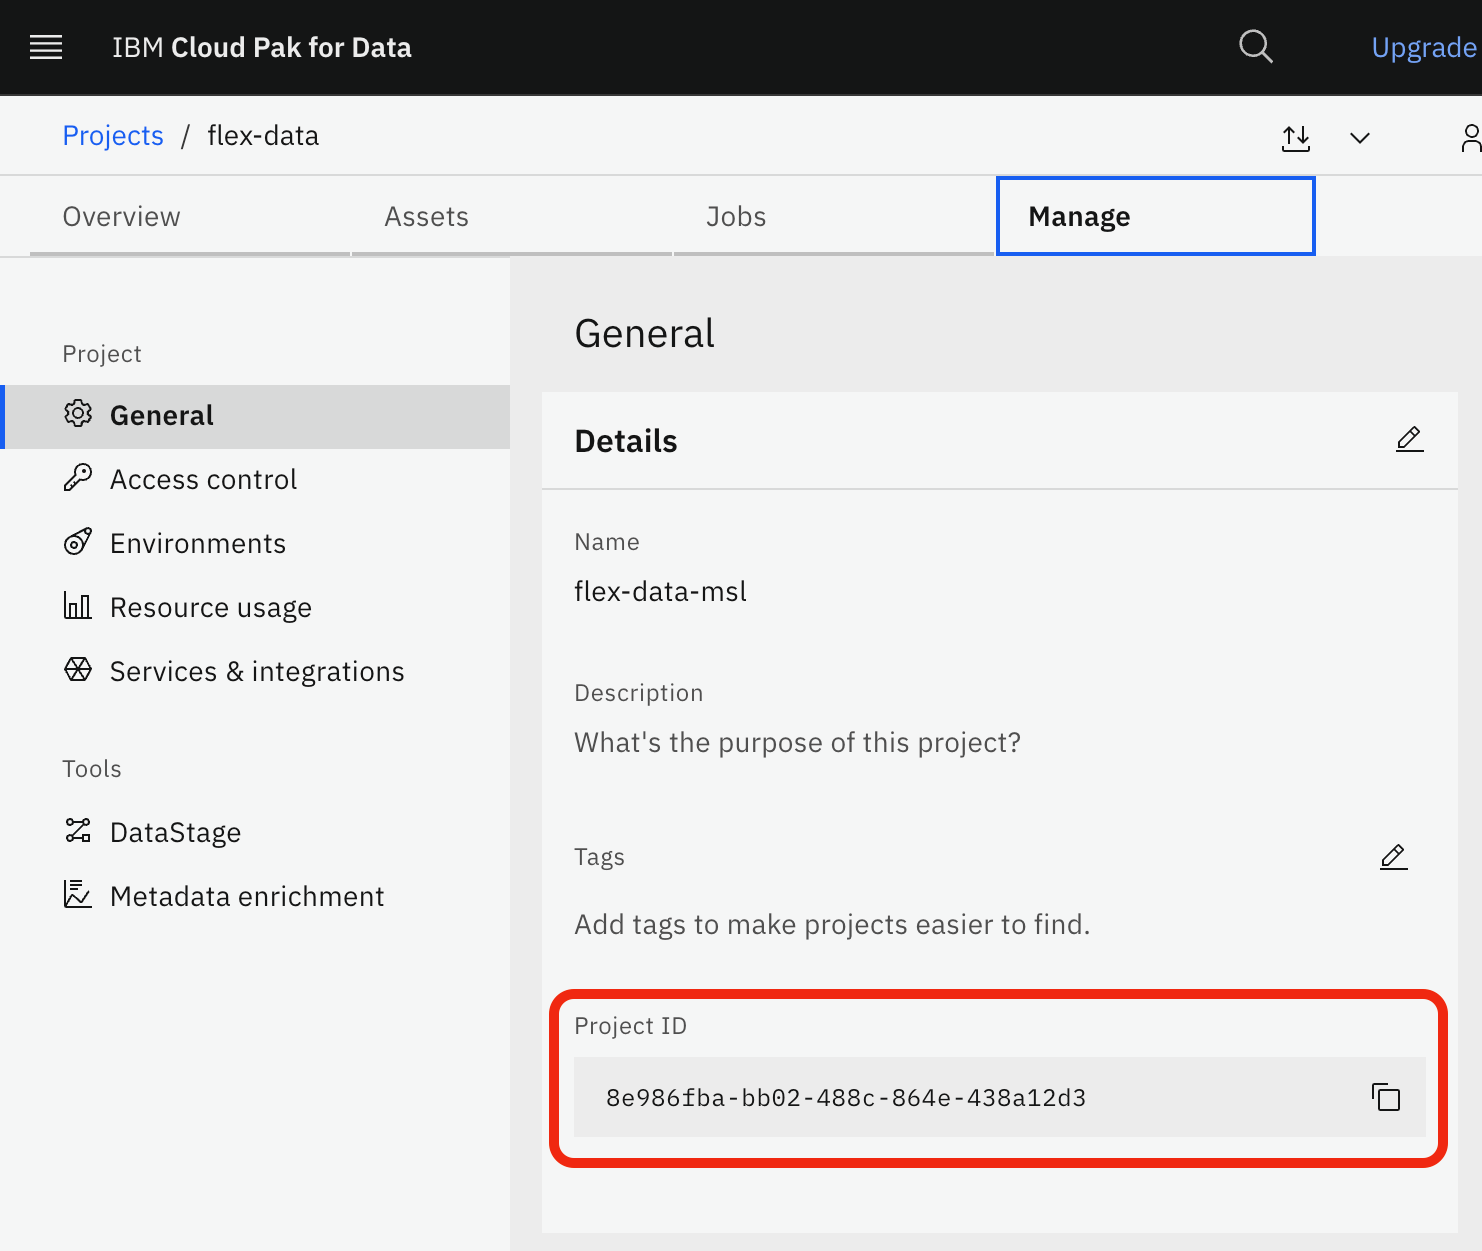 IBM Cloud Pak for Data
Upgrade
Projects / flex-data
Overview
Assets
Jobs
Manage
Project
General
Access control
Environments
Resource usage
Services & integrations
Tools
DataStage
Metadata enrichment
General
Details
Name
flex-data-msl
Description
What's the purpose of this project?
Tags
Add tags to make projects easier to find.
Project ID
8e986fba-bb02-488c-864e-438a12d3